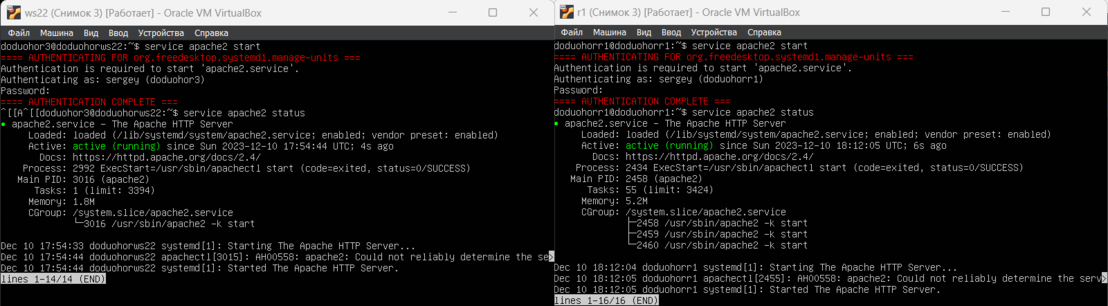 ws22 (Снимок 3) [Работает] - Oracle VM VirtualBox
Файл Машина Вид Ввод Устройства Справка
doduohor3@doduohorws22:~$ service apache2 start
==== AUTHENTICATING FOR org.freedesktop.systemd1.manage-units ===
Authentication is required to start 'apache2.service'.
Authenticating as: sergey (doduohor3)
Password:
==== AUTHENTICATION COMPLETE ===
^[[A^[[doduohor3@doduohorws22:~$ service apache2 status
● apache2.service - The Apache HTTP Server
Loaded: loaded (/lib/systemd/system/apache2.service; enabled; vendor preset: enabled)
Active: active (running) since Sun 2023-12-10 17:54:44 UTC; 4s ago
Docs: https://httpd.apache.org/docs/2.4/
Process: 2992 ExecStart=/usr/sbin/apachectl start (code=exited, status=0/SUCCESS)
Main PID: 3016 (apache2)
Tasks: 1 (limit: 3394)
Memory: 1.8M
CGroup: /system.slice/apache2.service
└─3016 /usr/sbin/apache2 -k start
Dec 10 17:54:33 doduohorws22 systemd[1]: Starting The Apache HTTP Server...
Dec 10 17:54:44 doduohorws22 apachectl[3015]: AH00558: apache2: Could not reliably determine the se>
Dec 10 17:54:44 doduohorws22 systemd[1]: Started The Apache HTTP Server.
lines 1-14/14 (END)
r1 (Снимок 3) [Работает] - Oracle VM VirtualBox
Файл Машина Вид Ввод Устройства Справка
doduohorr1@doduohorr1:~$ service apache2 start
==== AUTHENTICATING FOR org.freedesktop.systemd1.manage-units ===
Authentication is required to start 'apache2.service'.
Authenticating as: sergey (doduohorr1)
Password:
==== AUTHENTICATION COMPLETE ===
doduohorr1@doduohorr1:~$ service apache2 status
● apache2.service - The Apache HTTP Server
Loaded: loaded (/lib/systemd/system/apache2.service; enabled; vendor preset: enabled)
Active: active (running) since Sun 2023-12-10 18:12:05 UTC; 6s ago
Docs: https://httpd.apache.org/docs/2.4/
Process: 2434 ExecStart=/usr/sbin/apachectl start (code=exited, status=0/SUCCESS)
Main PID: 2458 (apache2)
Tasks: 55 (limit: 3424)
Memory: 5.2M
CGroup: /system.slice/apache2.service
├─2458 /usr/sbin/apache2 -k start
├─2459 /usr/sbin/apache2 -k start
└─2460 /usr/sbin/apache2 -k start
Dec 10 18:12:04 doduohorr1 systemd[1]: Starting The Apache HTTP Server...
Dec 10 18:12:05 doduohorr1 apachectl[2455]: AH00558: apache2: Could not reliably determine the serv>
Dec 10 18:12:05 doduohorr1 systemd[1]: Started The Apache HTTP Server.
lines 1-16/16 (END)